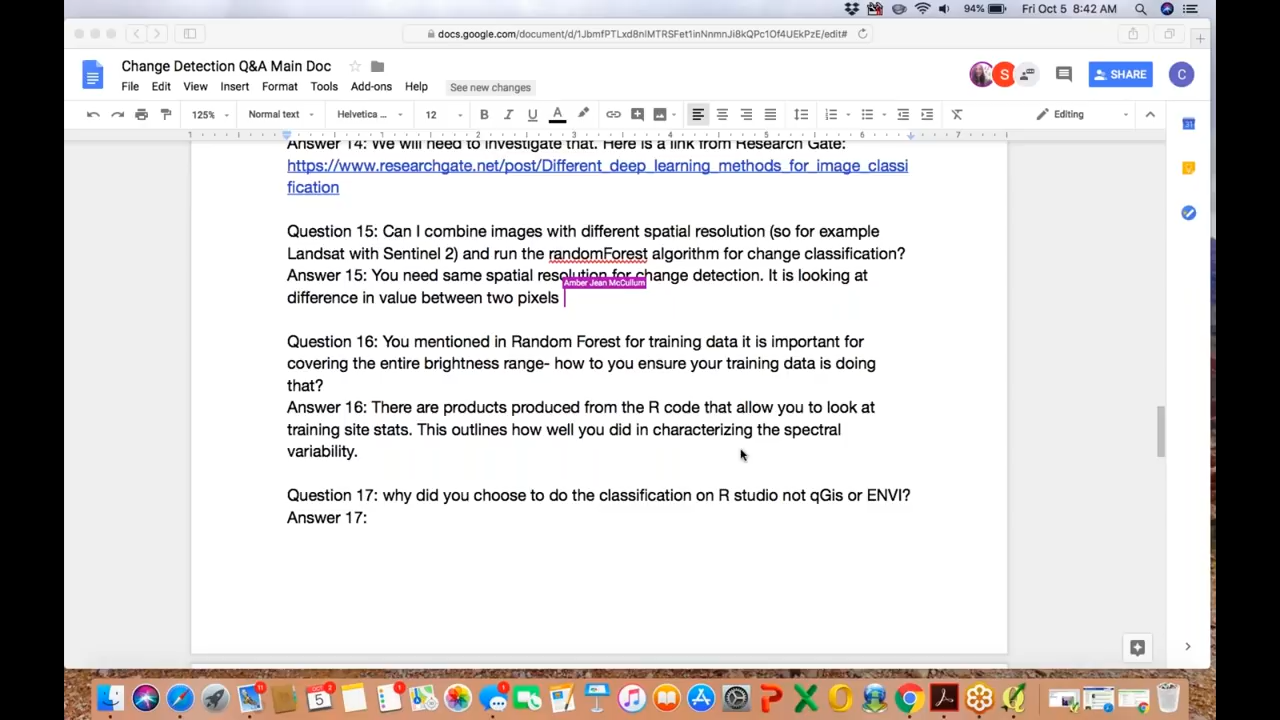 94% Fri Oct 5 8:42 AM
docs.google.com/document/d/1JbmfPTLxd8nIMTRSFet1inNnmnJi8kQPc1Of4UEkPzE/edit#
Change Detection Q&A Main Doc
File Edit View Insert Format Tools Add-ons Help See new changes
S
SHARE
C
125% Normal text Helvetica ... 12 B I U A Editing
1 1 2 3 4 5 6 7
Answer 14: We will need to investigate that. Here is a link from Research Gate:
https://www.researchgate.net/post/Different_deep_learning_methods_for_image_classi
fication
Question 15: Can I combine images with different spatial resolution (so for example
Landsat with Sentinel 2) and run the randomForest algorithm for change classification?
Answer 15: You need same spatial resolution for change detection. It is looking at
Amber Jean McCullum
difference in value between two pixels
Question 16: You mentioned in Random Forest for training data it is important for
covering the entire brightness range- how to you ensure your training data is doing
that?
Answer 16: There are products produced from the R code that allow you to look at
training site stats. This outlines how well you did in characterizing the spectral
variability.
Question 17: why did you choose to do the classification on R studio not qGis or ENVI?
Answer 17: